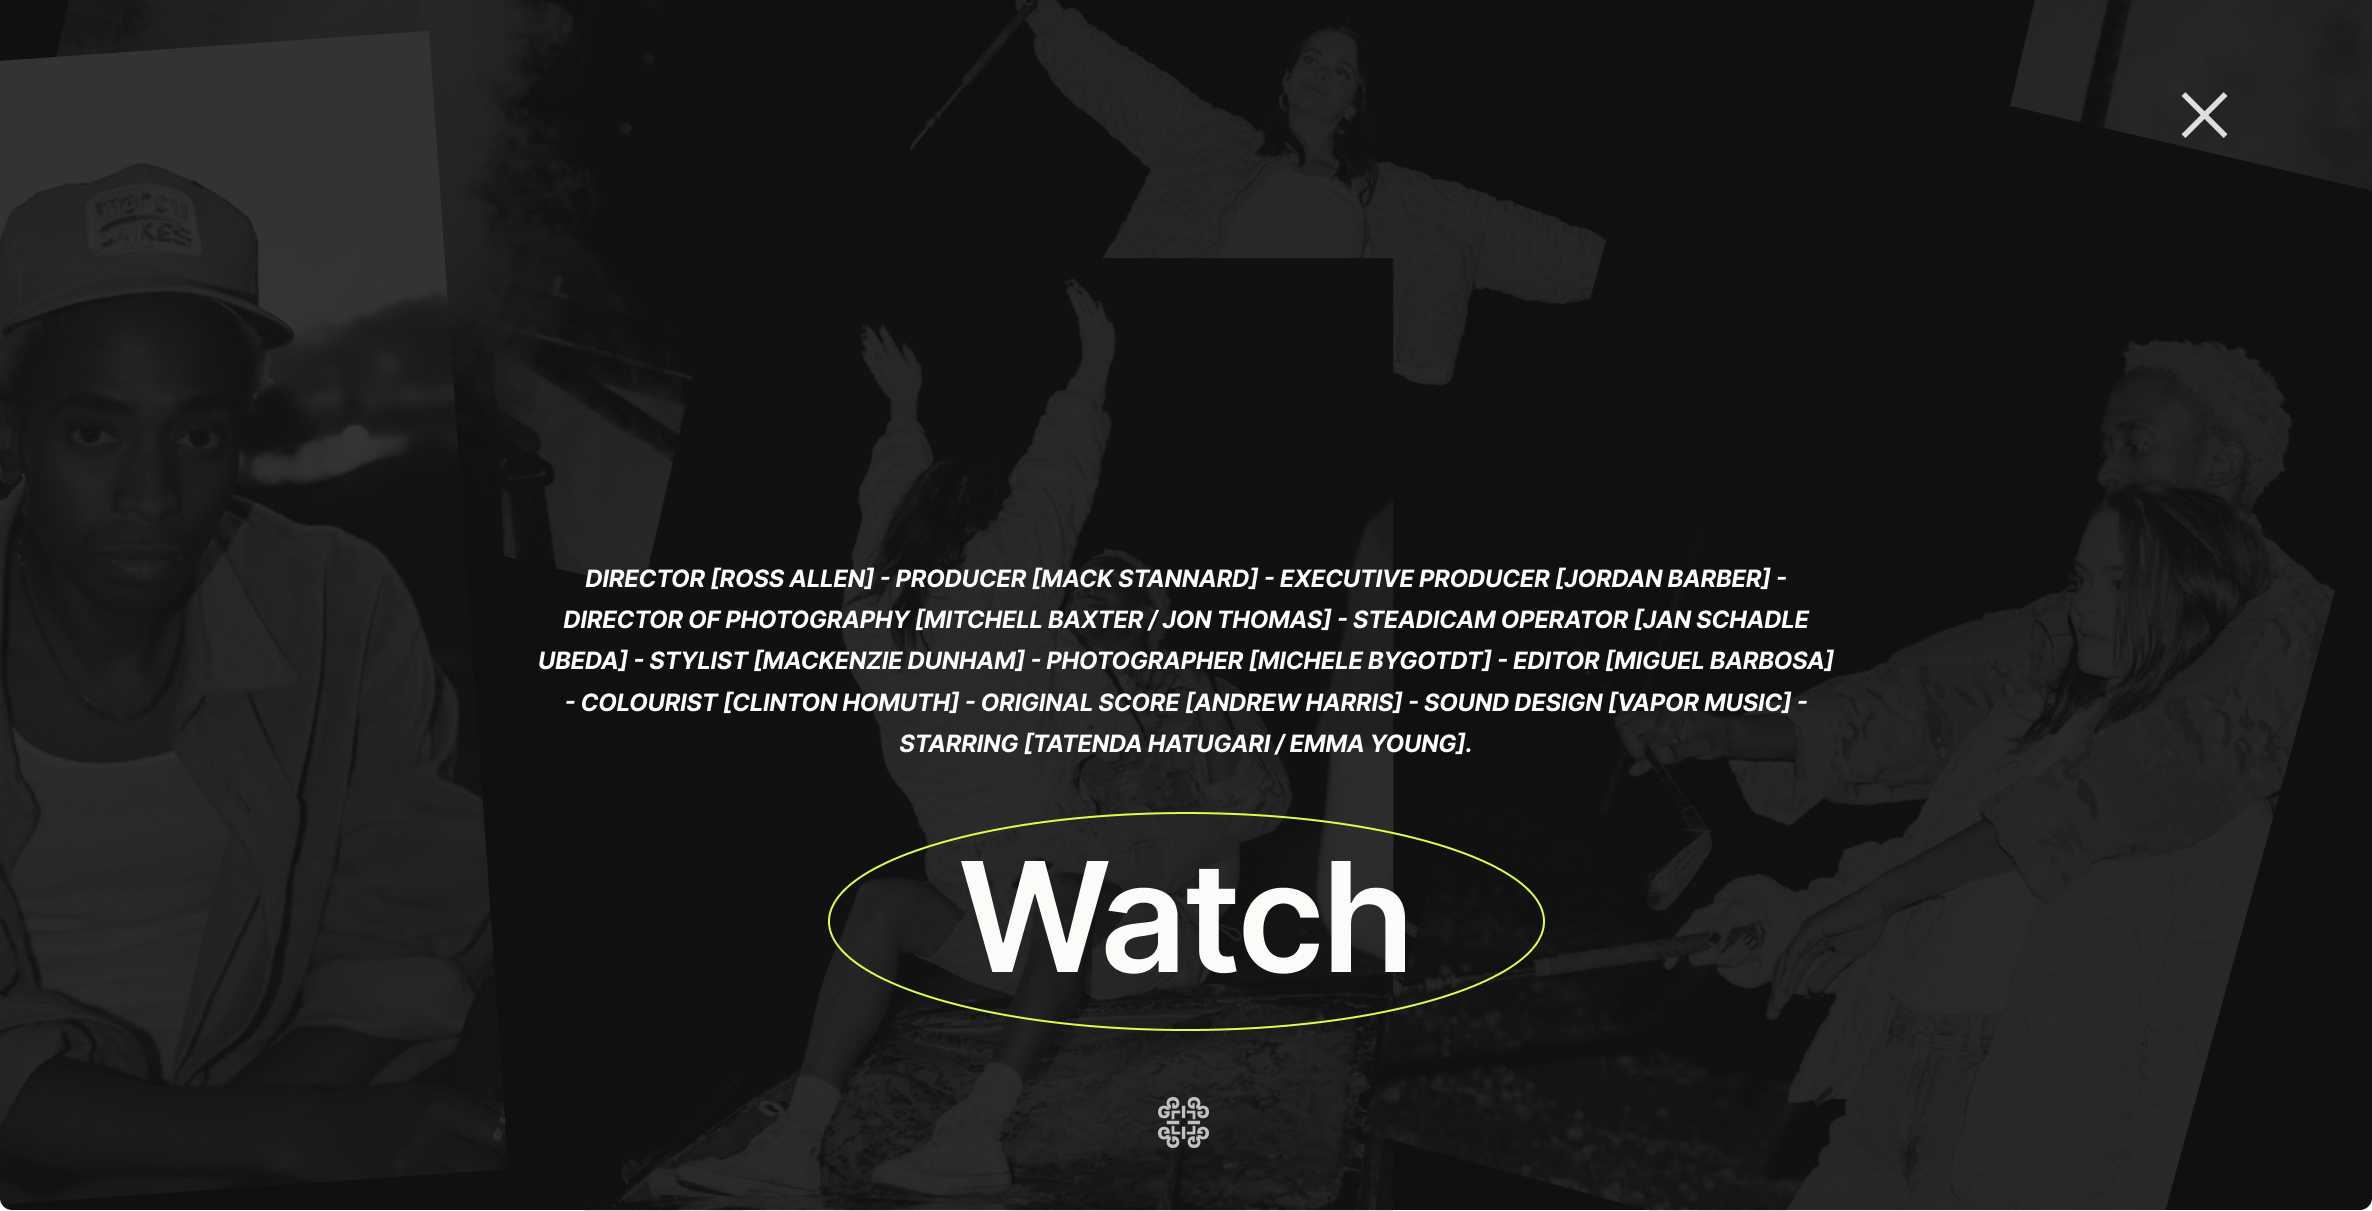 DIRECTOR [ROSS ALLEN] - PRODUCER [MACK STANNARD] - EXECUTIVE PRODUCER [JORDAN BARBER] -
DIRECTOR OF PHOTOGRAPHY [MITCHELL BAXTER / JON THOMAS] - STEADICAM OPERATOR [JAN SCHADLE
UBEDA] - STYLIST [MACKENZIE DUNHAM] - PHOTOGRAPHER [MICHELE BYGOTDT] - EDITOR [MIGUEL BARBOSA]
- COLOURIST [CLINTON HOMUTH] - ORIGINAL SCORE [ANDREW HARRIS] - SOUND DESIGN [VAPOR MUSIC] -
STARRING [TATENDA HATUGARI / EMMA YOUNG].
Watch